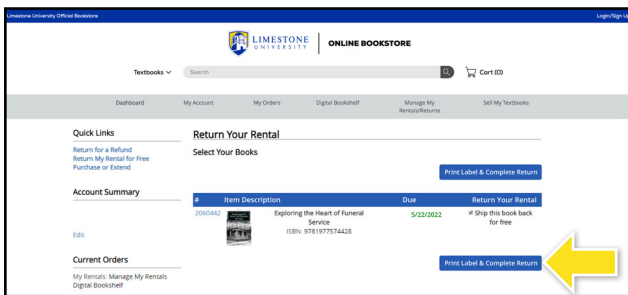 Limestone University Official Bookstore
Login/Sign Up
LIMESTONE
UNIVERSITY
ONLINE BOOKSTORE
Textbooks
Search
Cart (0)
Dashboard
My Account
My Orders
Digital Bookshelf
Manage My
Rentals/Returns
Sell My Textbooks
Quick Links
Return for a Refund
Return My Rental for Free
Purchase or Extend
Account Summary
Edit
Current Orders
My Rentals: Manage My Rentals
Digital Bookshelf
Return Your Rental
Select Your Books
Print Label & Complete Return
# Item Description Due Return Your Rental
2060442 Exploring the Heart of Funeral 5/22/2022 Ship this book back
Service for free
ISBN: 9781977574428
Print Label & Complete Return